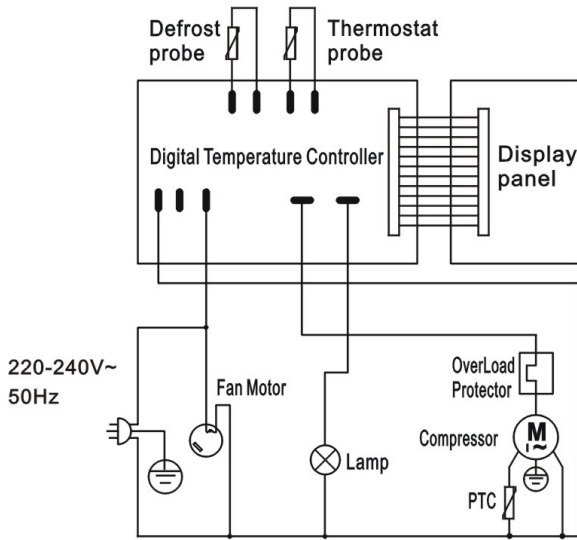 Defrost
probe
Thermostat
probe
Digital Temperature Controller
Display
panel
220-240V~
50Hz
Fan Motor
OverLoad
Protector
Compressor
M
1~
Lamp
PTC